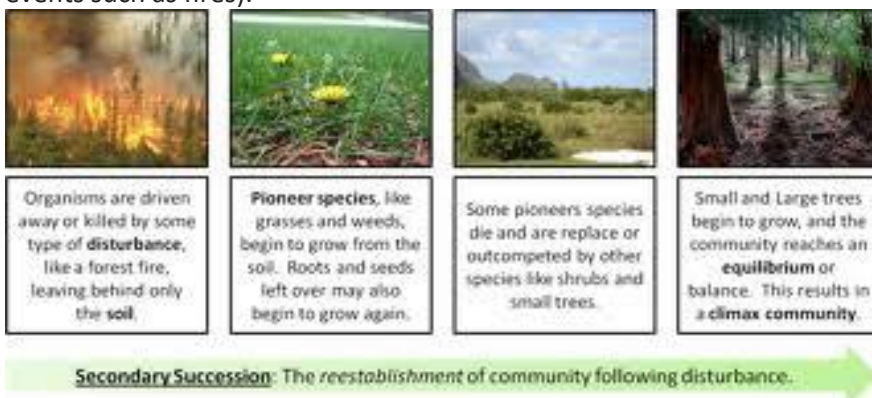 events such as fires).
Organisms are driven
away or killed by some
type of disturbance,
like a forest fire,
leaving behind only
the soil.
Pioneer species, like
grasses and weeds,
begin to grow from the
soil. Roots and seeds
left over may also
begin to grow again.
Some pioneers species
die and are replace or
outcompeted by other
species like shrubs and
small trees.
Small and Large trees
begin to grow, and the
community reaches an
equilibrium or
balance. This results in
a climax community.
Secondary Succession: The reestablishment of community following disturbance.